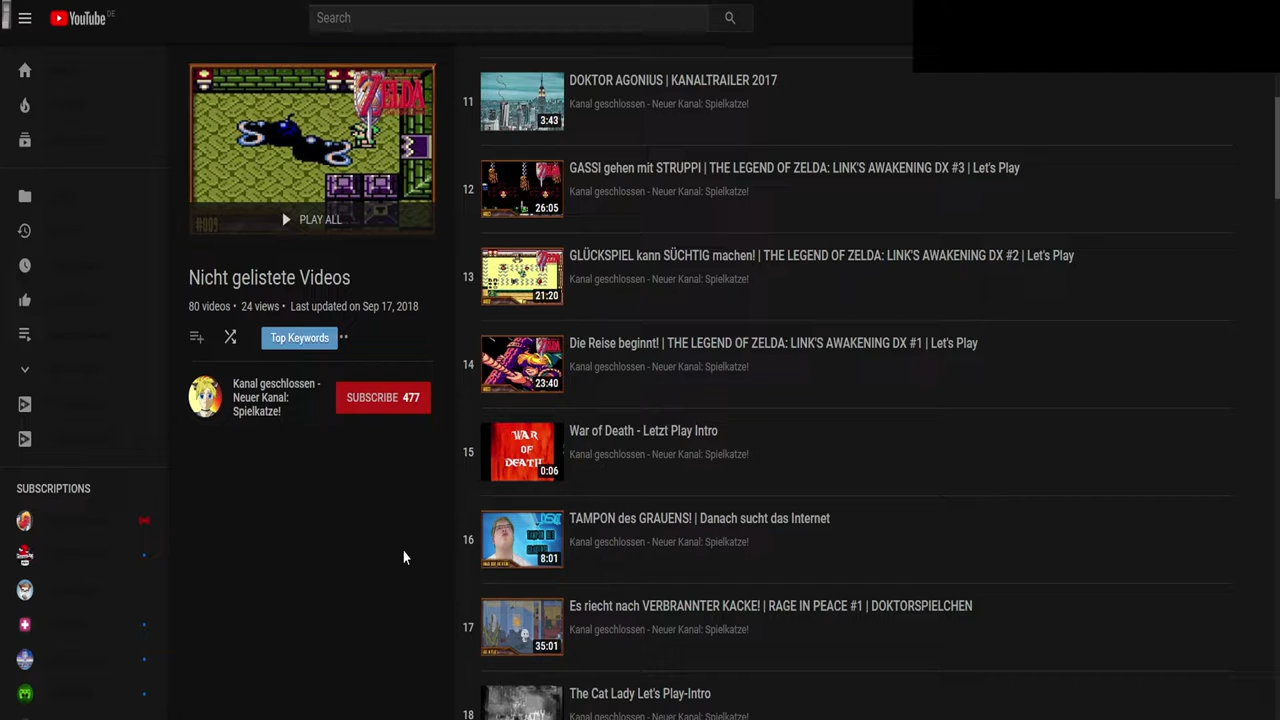 YouTube DE
Search
ZELDA
#009
PLAY ALL
Nicht gelistete Videos
80 videos • 24 views • Last updated on Sep 17, 2018
Top Keywords
Kanal geschlossen -
Neuer Kanal:
Spielkatze!
SUBSCRIBE 477
SUBSCRIPTIONS
11
3:43
DOKTOR AGONIUS | KANALTRAILER 2017
Kanal geschlossen - Neuer Kanal: Spielkatze!
12
26:05
GASSI gehen mit STRUPPI | THE LEGEND OF ZELDA: LINK'S AWAKENING DX #3 | Let's Play
Kanal geschlossen - Neuer Kanal: Spielkatze!
13
21:20
GLÜCKSPIEL kann SÜCHTIG machen! | THE LEGEND OF ZELDA: LINK'S AWAKENING DX #2 | Let's Play
Kanal geschlossen - Neuer Kanal: Spielkatze!
14
23:40
Die Reise beginnt! | THE LEGEND OF ZELDA: LINK'S AWAKENING DX #1 | Let's Play
Kanal geschlossen - Neuer Kanal: Spielkatze!
15
WAR
OF
DEATH
0:06
War of Death - Letzt Play Intro
Kanal geschlossen - Neuer Kanal: Spielkatze!
16
TAMPON DES
8:01
TAMPON des GRAUENS! | Danach sucht das Internet
Kanal geschlossen - Neuer Kanal: Spielkatze!
17
35:01
Es riecht nach VERBRANNTER KACKE! | RAGE IN PEACE #1 | DOKTORSPIELCHEN
Kanal geschlossen - Neuer Kanal: Spielkatze!
18
The Cat Lady Let's Play-Intro
Kanal geschlossen - Neuer Kanal: Spielkatze!